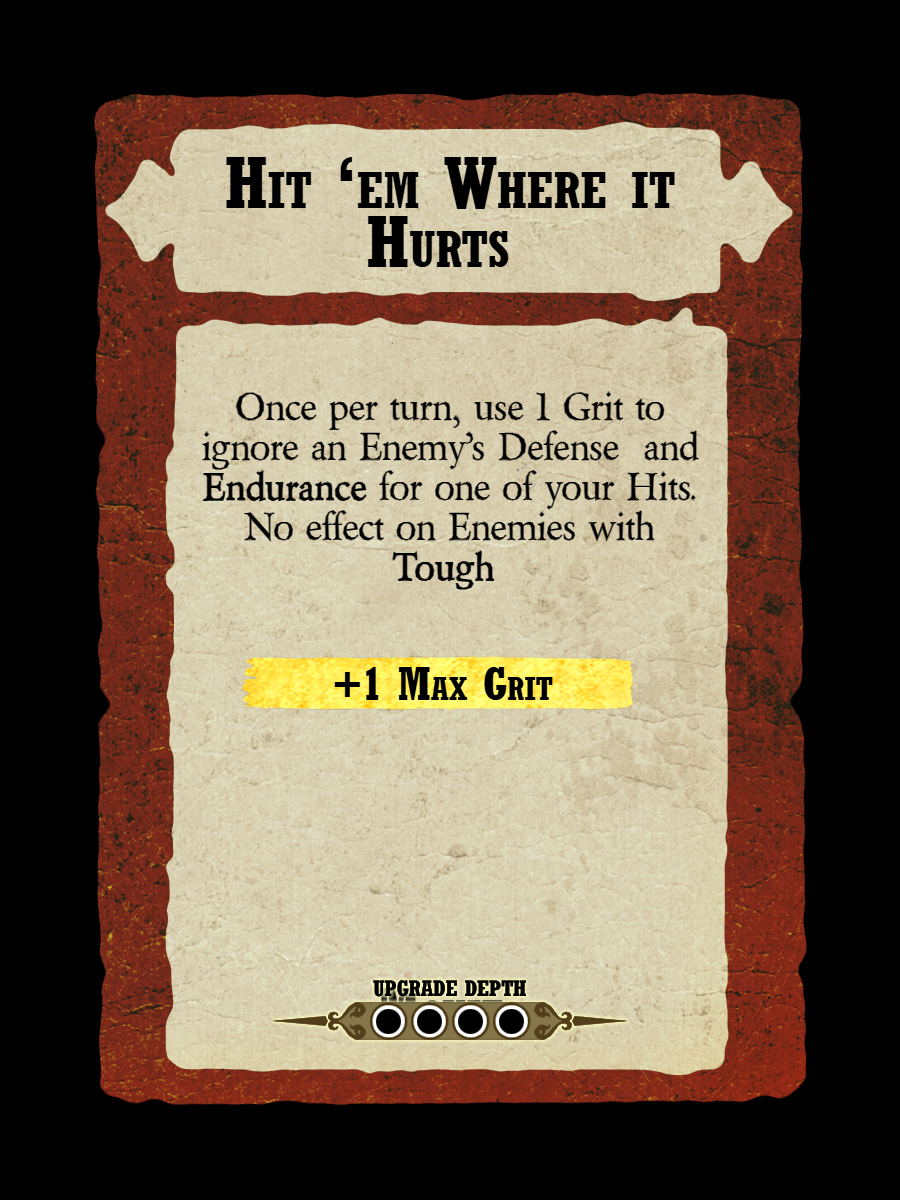 Hit ‘em Where it
Hurts
Once per turn, use 1 Grit to
ignore an Enemy’s Defense  and
Endurance for one of your Hits.
No effect on Enemies with
Tough
+1 Max Grit
UPGRADE DEPTH